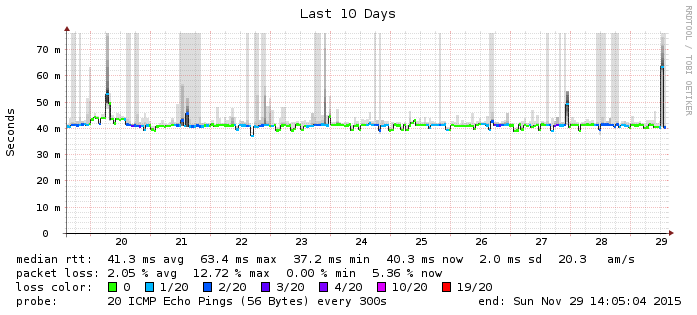 Last 10 Days
RRDTOOL / TOBI OETIKER
Seconds
70 m
60 m
50 m
40 m
30 m
20 m
10 m
0
20 21 22 23 24 25 26 27 28 29
median rtt: 41.3 ms avg 63.4 ms max 37.2 ms min 40.3 ms now 2.0 ms sd 20.3 am/s
packet loss: 2.05 % avg 12.72 % max 0.00 % min 5.36 % now
loss color: 0 1/20 2/20 3/20 4/20 10/20 19/20
probe: 20 ICMP Echo Pings (56 Bytes) every 300s end: Sun Nov 29 14:05:04 2015